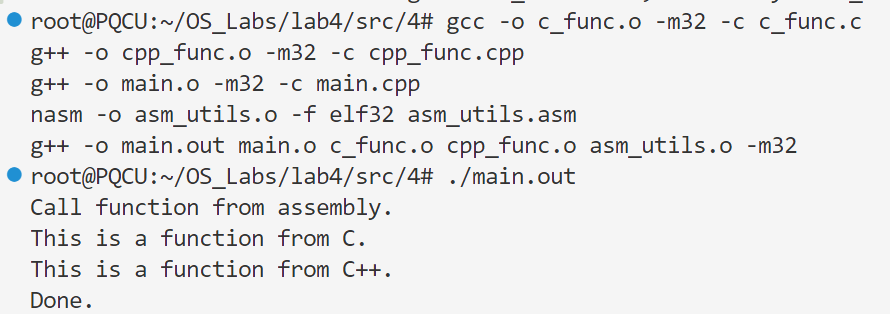 root@PQCU:~/OS_Labs/lab4/src/4# gcc -o c_func.o -m32 -c c_func.c
g++ -o cpp_func.o -m32 -c cpp_func.cpp
g++ -o main.o -m32 -c main.cpp
nasm -o asm_utils.o -f elf32 asm_utils.asm
g++ -o main.out main.o c_func.o cpp_func.o asm_utils.o -m32
root@PQCU:~/OS_Labs/lab4/src/4# ./main.out
Call function from assembly.
This is a function from C.
This is a function from C++.
Done.